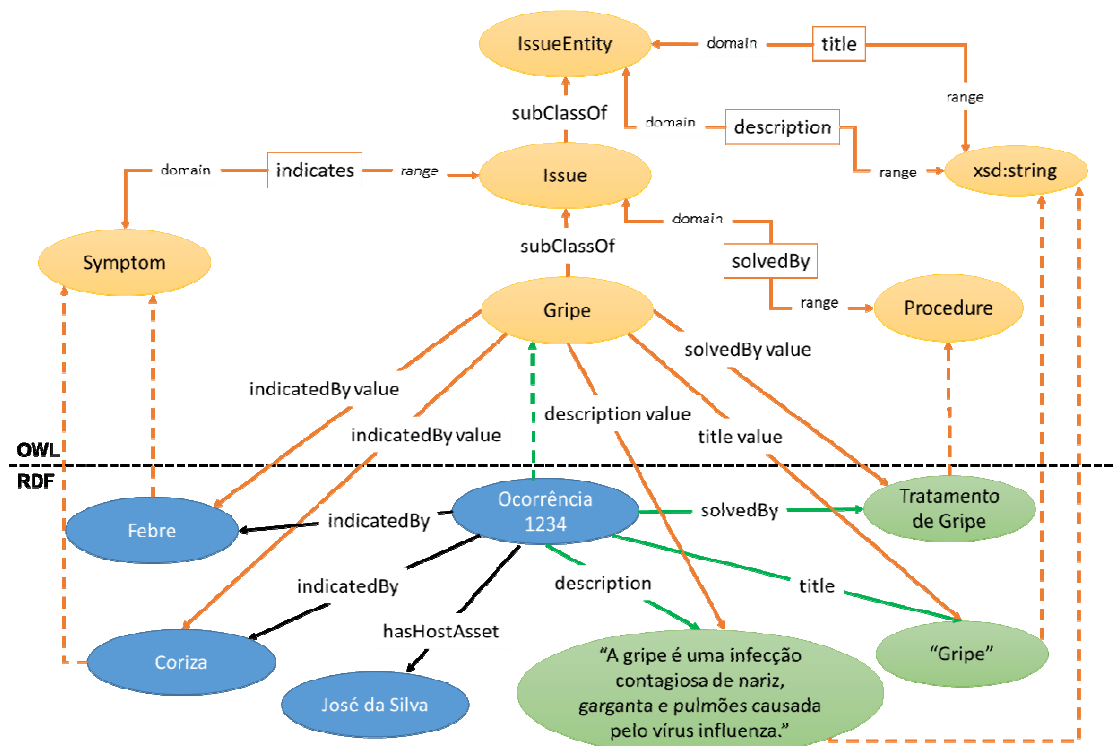 IssueEntity
domain
title
subClassOf
range
domain
description
range
xsd:string
domain
indicates
range
Issue
domain
Symptom
subClassOf
solvedBy
range
Procedure
Gripe
solvedBy value
indicatedBy value
description value
indicatedBy value
title value
OWL
RDF
Febre
indicatedBy
Ocorrência
1234
solvedBy
Tratamento
de Gripe
indicatedBy
description
title
hasHostAsset
Coriza
José da Silva
“A gripe é uma infecção
contagiosa de nariz,
garganta e pulmões causada
pelo vírus influenza.”
“Gripe”